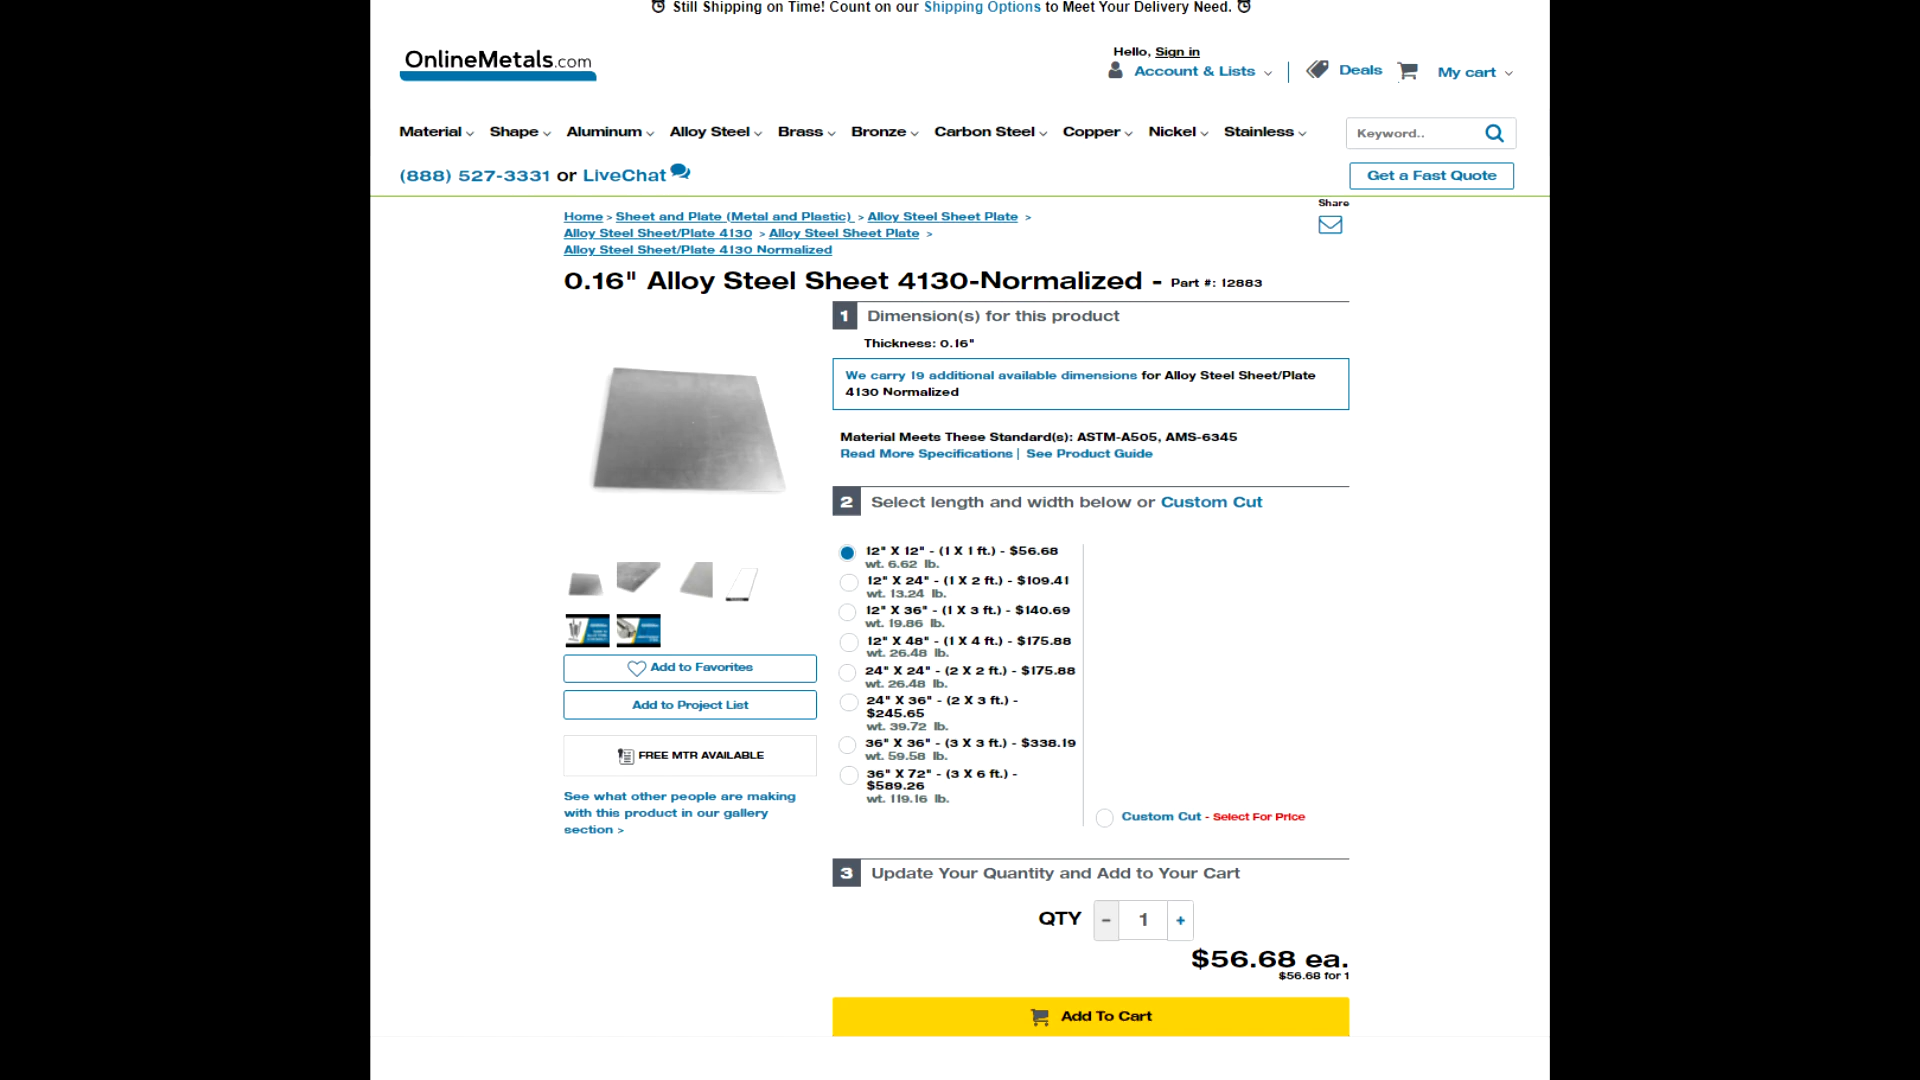 Still Shipping on Time! Count on our Shipping Options to Meet Your Delivery Need.
OnlineMetals.com
Hello, Sign in
Account & Lists
Deals
My cart
Material
Shape
Aluminum
Alloy Steel
Brass
Bronze
Carbon Steel
Copper
Nickel
Stainless
Keyword..
(888) 527-3331 or LiveChat
Get a Fast Quote
Share
Home > Sheet and Plate (Metal and Plastic) > Alloy Steel Sheet Plate >
Alloy Steel Sheet/Plate 4130 > Alloy Steel Sheet Plate >
Alloy Steel Sheet/Plate 4130 Normalized
0.16" Alloy Steel Sheet 4130-Normalized - Part #: 12883
1 Dimension(s) for this product
Thickness: 0.16"
We carry 19 additional available dimensions for Alloy Steel Sheet/Plate
4130 Normalized
Material Meets These Standard(s): ASTM-A505, AMS-6345
Read More Specifications | See Product Guide
2 Select length and width below or Custom Cut
12" X 12" - (1 X 1 ft.) - $56.68
wt. 6.62 lb.
12" X 24" - (1 X 2 ft.) - $109.41
wt. 13.24 lb.
12" X 36" - (1 X 3 ft.) - $140.69
wt. 19.86 lb.
12" X 48" - (1 X 4 ft.) - $175.88
wt. 26.48 lb.
24" X 24" - (2 X 2 ft.) - $175.88
wt. 26.48 lb.
24" X 36" - (2 X 3 ft.) -
$245.65
wt. 39.72 lb.
36" X 36" - (3 X 3 ft.) - $338.19
wt. 59.58 lb.
36" X 72" - (3 X 6 ft.) -
$589.26
wt. 119.16 lb.
Custom Cut - Select For Price
Add to Favorites
Add to Project List
FREE MTR AVAILABLE
See what other people are making
with this product in our gallery
section >
3 Update Your Quantity and Add to Your Cart
QTY - 1 +
$56.68 ea.
$56.68 for 1
Add To Cart